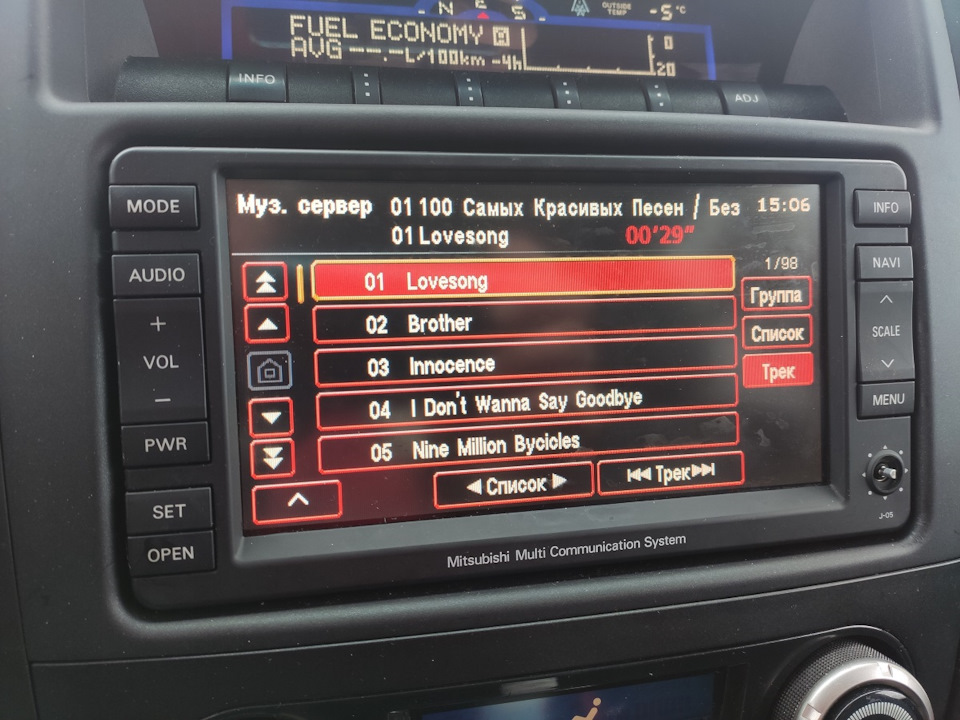 N E S
OUTSIDE TEMP -5°C
FUEL ECONOMY A
AVG --.-L/100km -4h 0 20
INFO ADJ
MODE
AUDIO
+
VOL
−
PWR
SET
OPEN
Муз. сервер 01 100 Самых Красивых Песен / Без 15:06
01 Lovesong 00'29"
1/98
01 Lovesong
02 Brother
03 Innocence
04 I Don't Wanna Say Goodbye
05 Nine Million Bycicles
Группа
Список
Трек
◀ Список ▶
⏮ Трек ⏭
INFO
NAVI
SCALE
MENU
J-05
Mitsubishi Multi Communication System